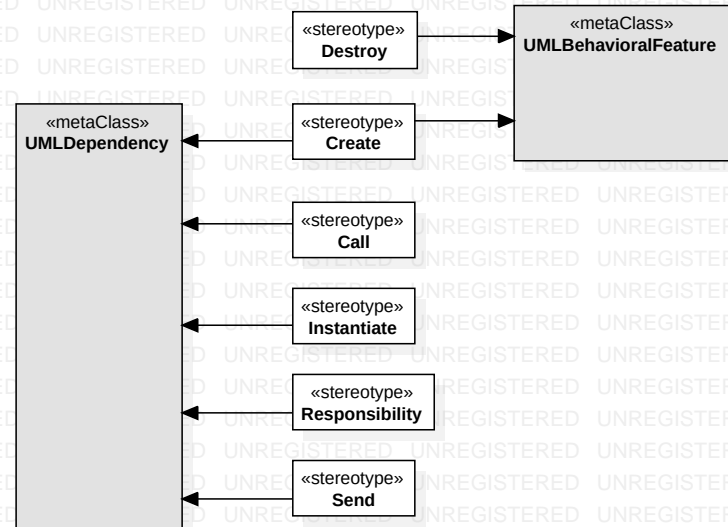 «stereotype»
Destroy
«metaClass»
UMLBehavioralFeature
«metaClass»
UMLDependency
«stereotype»
Create
«stereotype»
Call
«stereotype»
Instantiate
«stereotype»
Responsibility
«stereotype»
Send